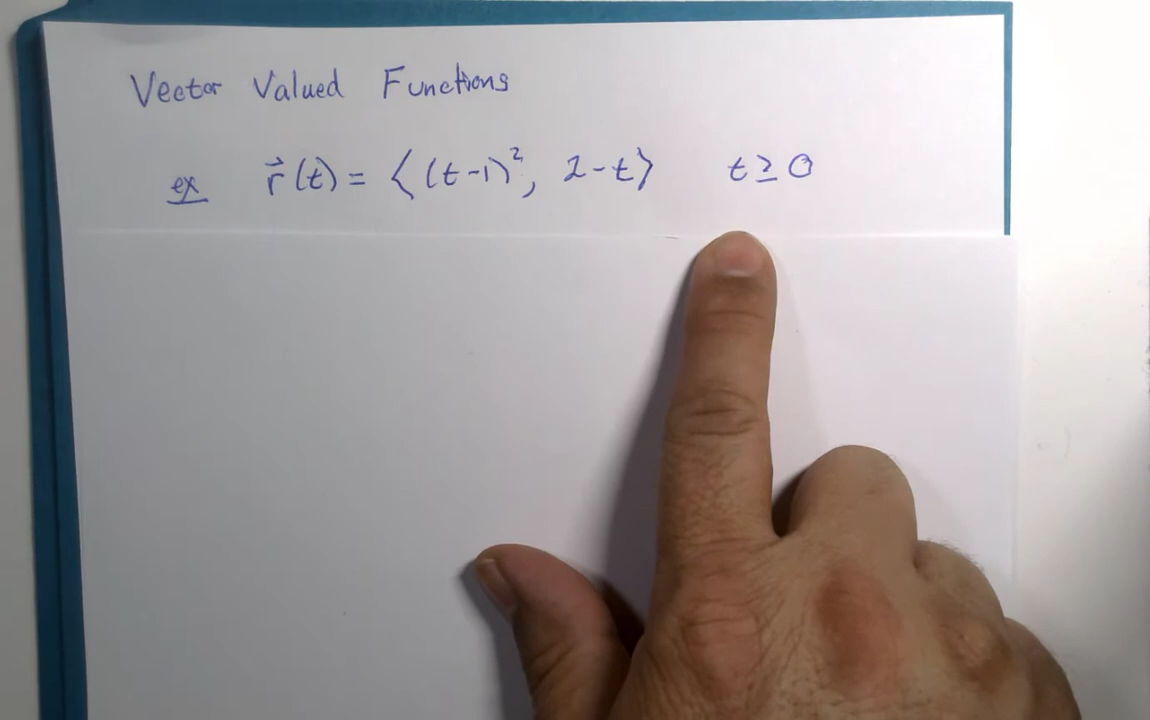 Vector Valued Functions
ex r⃗(t) = ⟨(t-1)², 2-t⟩ t ≥ 0